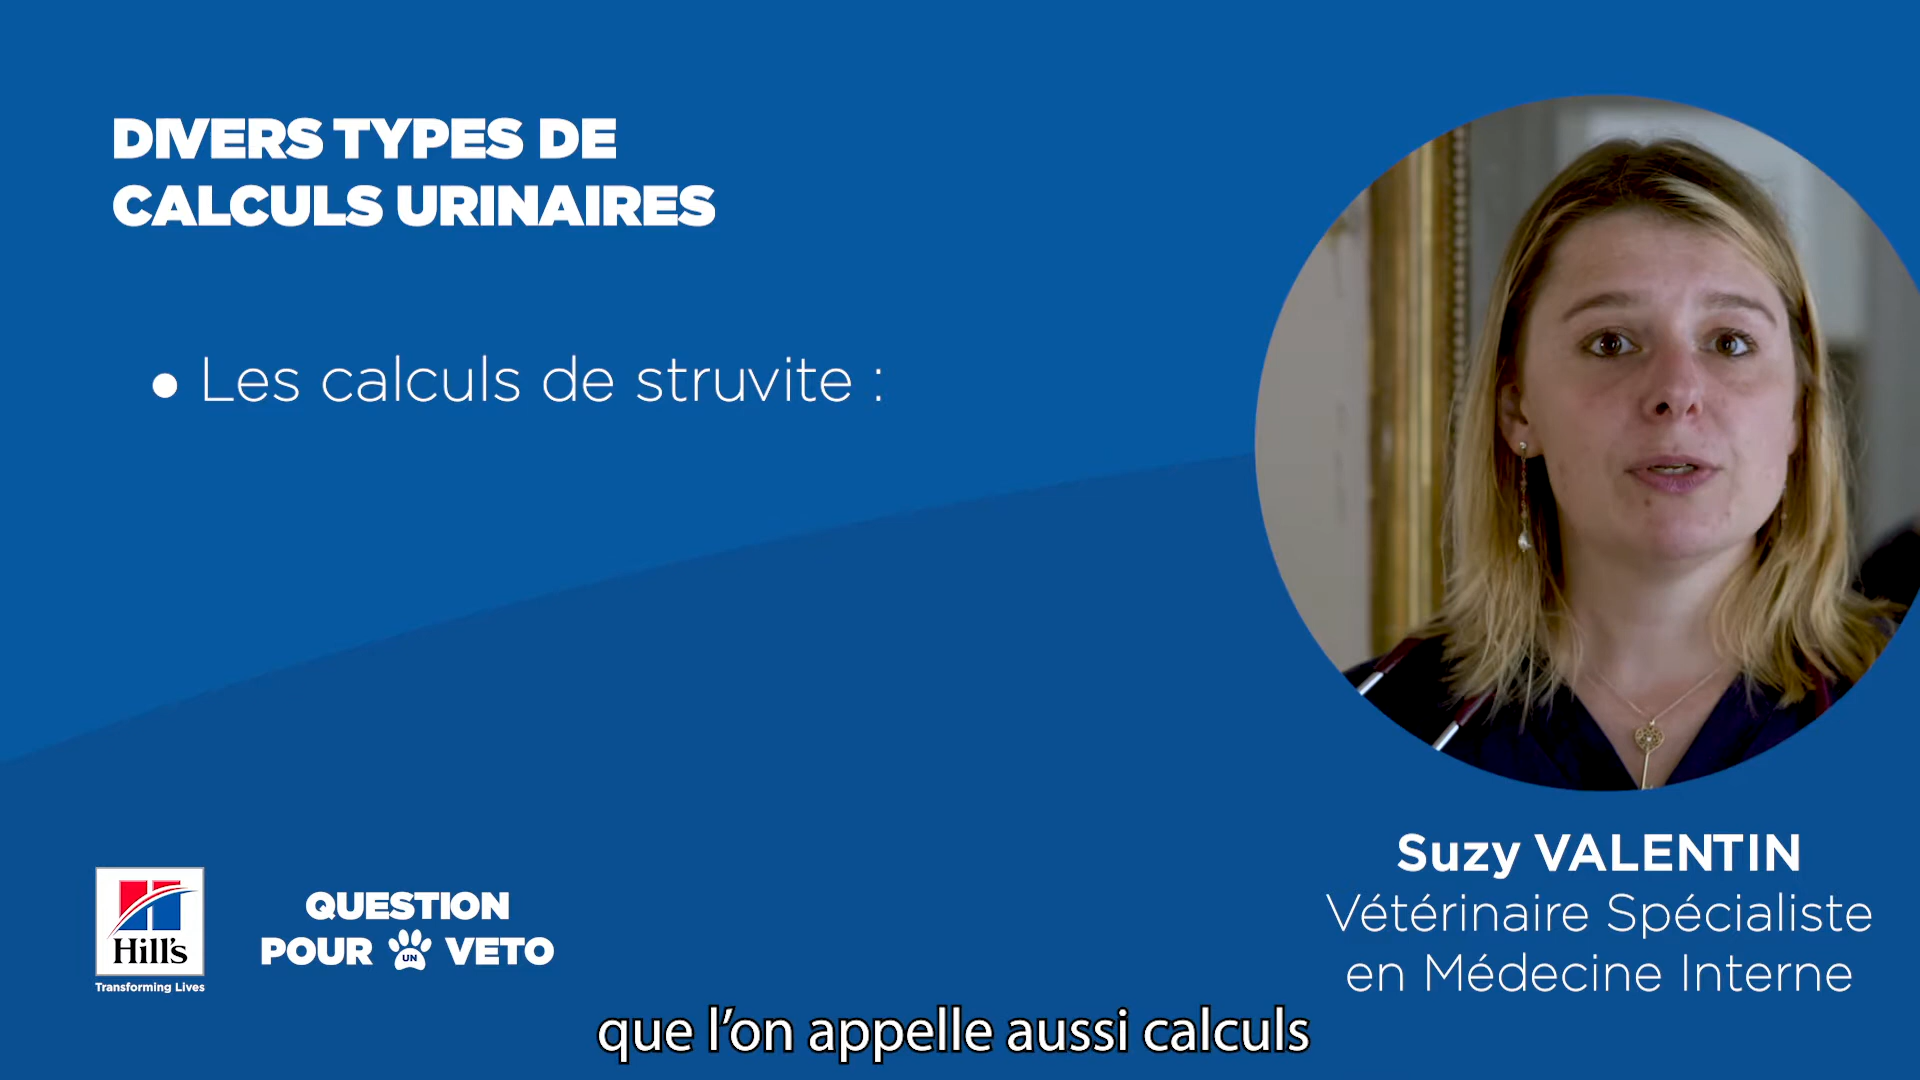 DIVERS TYPES DE
CALCULS URINAIRES
● Les calculs de struvite :
Suzy VALENTIN
Vétérinaire Spécialiste
en Médecine Interne
Hill's
Transforming Lives
QUESTION
POUR UN VETO
que l’on appelle aussi calculs